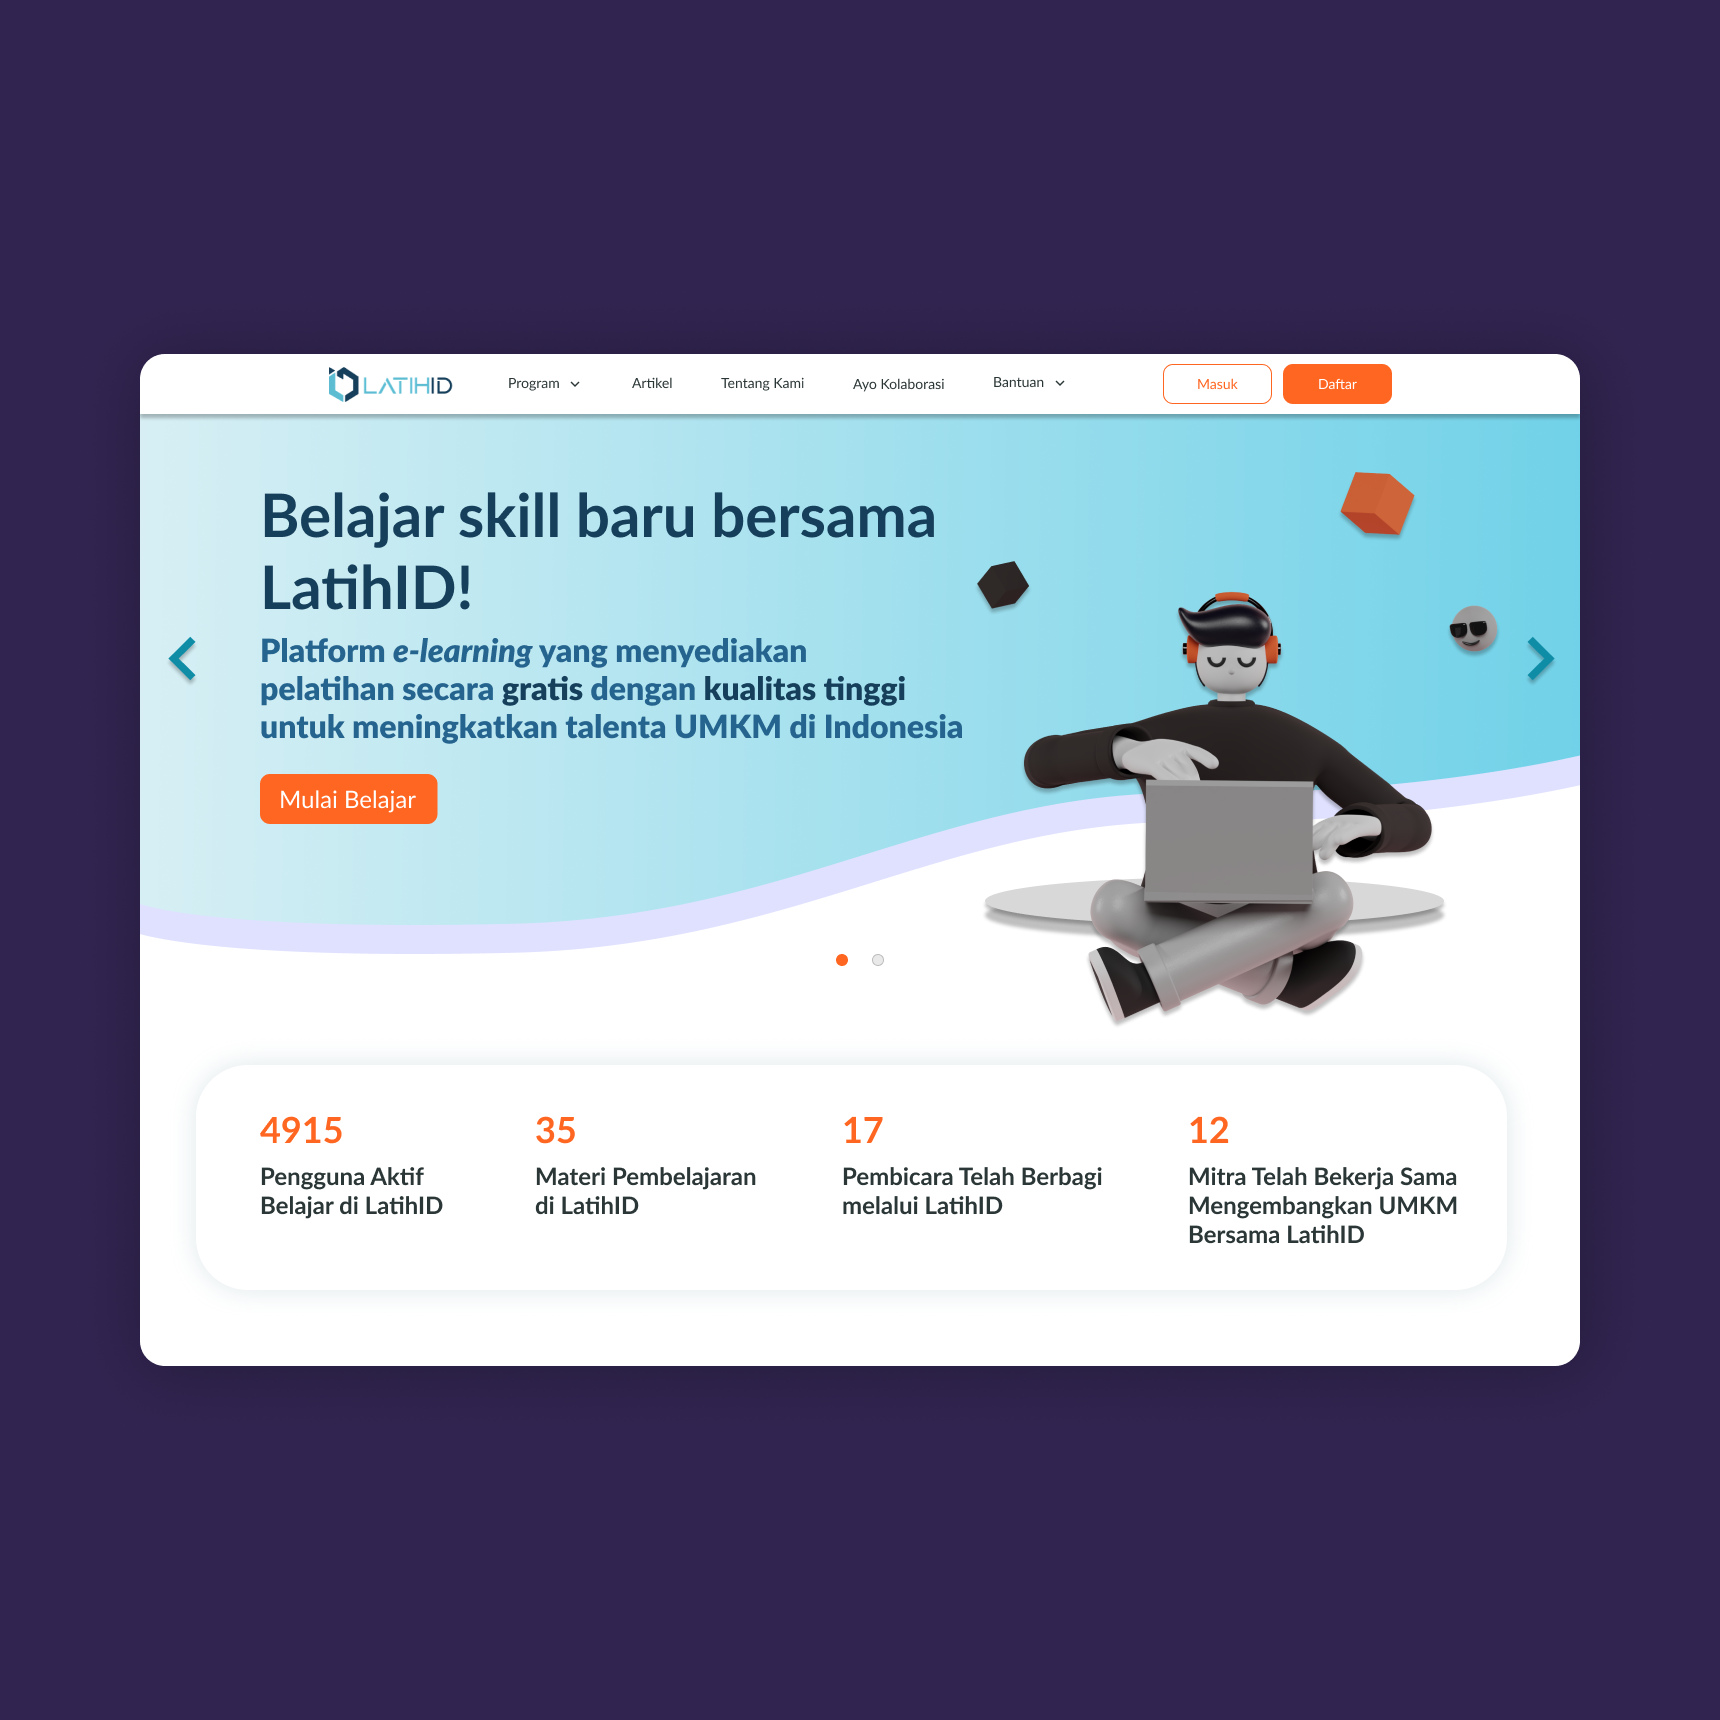 LATIHID
Program
Artikel
Tentang Kami
Ayo Kolaborasi
Bantuan
Masuk
Daftar
Belajar skill baru bersama
LatihID!
Platform e-learning yang menyediakan
pelatihan secara gratis dengan kualitas tinggi
untuk meningkatkan talenta UMKM di Indonesia
Mulai Belajar
4915
Pengguna Aktif
Belajar di LatihID
35
Materi Pembelajaran
di LatihID
17
Pembicara Telah Berbagi
melalui LatihID
12
Mitra Telah Bekerja Sama
Mengembangkan UMKM
Bersama LatihID